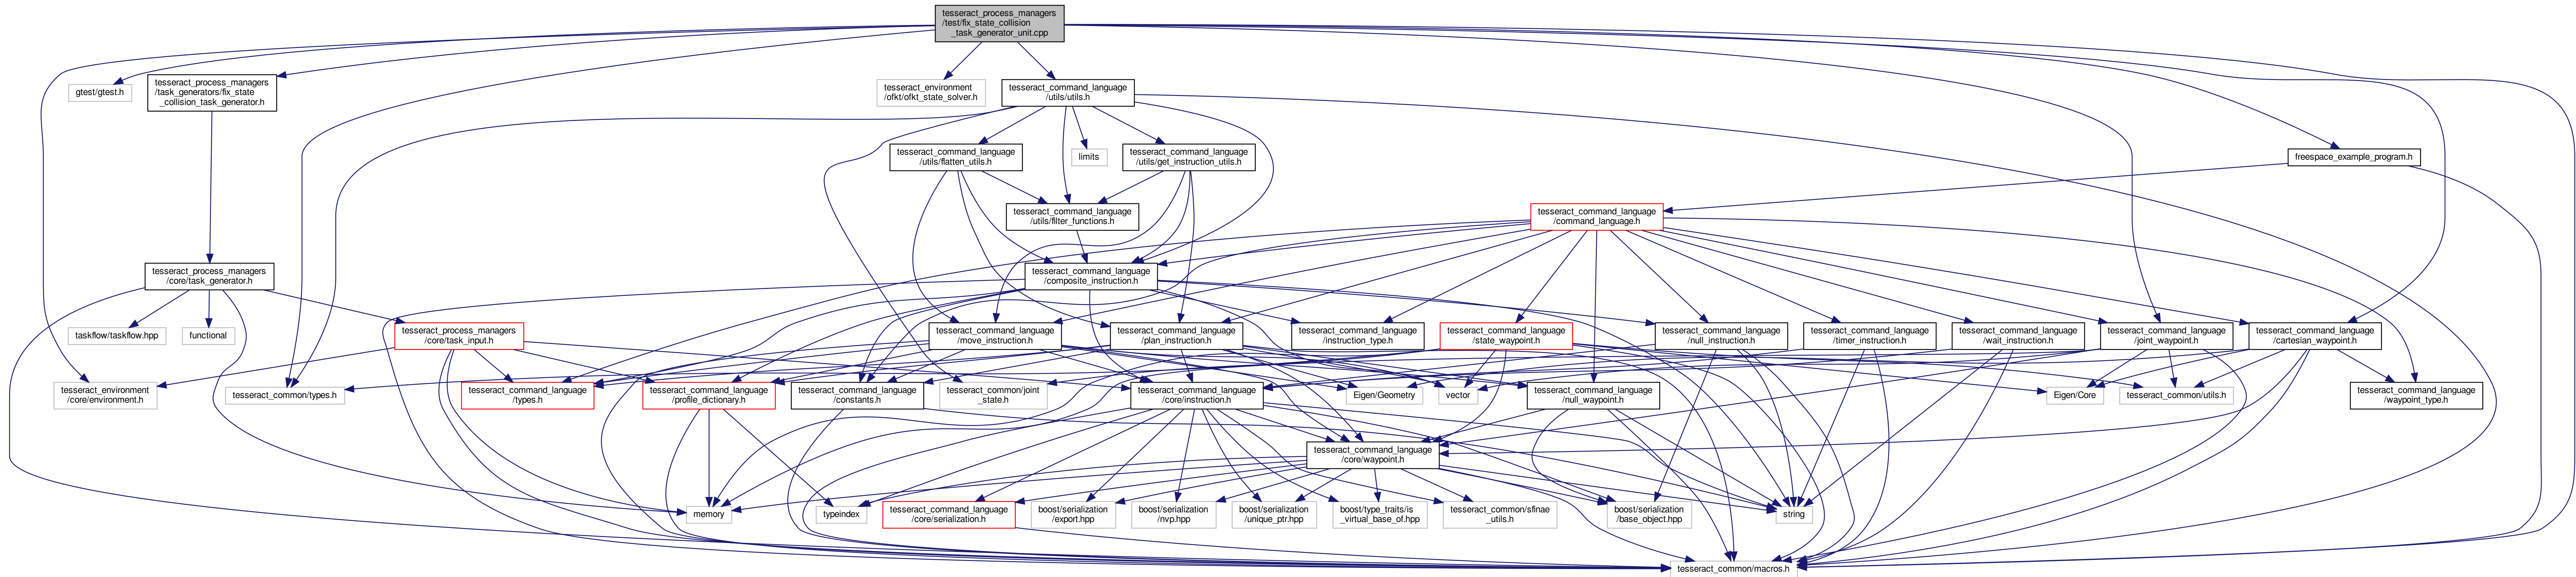 tesseract_process_managers
/test/fix_state_collision
_task_generator_unit.cpp
gtest/gtest.h
tesseract_process_managers
/task_generators/fix_state
_collision_task_generator.h
tesseract_environment
/ofkt/ofkt_state_solver.h
tesseract_command_language
/utils/utils.h
tesseract_command_language
/utils/flatten_utils.h
limits
tesseract_command_language
/utils/get_instruction_utils.h
freespace_example_program.h
tesseract_command_language
/utils/filter_functions.h
tesseract_command_language
/command_language.h
tesseract_process_managers
/core/task_generator.h
tesseract_command_language
/composite_instruction.h
taskflow/taskflow.hpp
functional
tesseract_process_managers
/core/task_input.h
tesseract_command_language
/move_instruction.h
tesseract_command_language
/plan_instruction.h
tesseract_command_language
/instruction_type.h
tesseract_command_language
/state_waypoint.h
tesseract_command_language
/null_instruction.h
tesseract_command_language
/timer_instruction.h
tesseract_command_language
/wait_instruction.h
tesseract_command_language
/joint_waypoint.h
tesseract_command_language
/cartesian_waypoint.h
tesseract_environment
/core/environment.h
tesseract_common/types.h
tesseract_command_language
/types.h
tesseract_command_language
/profile_dictionary.h
tesseract_command_language
/constants.h
tesseract_common/joint
_state.h
tesseract_command_language
/core/instruction.h
Eigen/Geometry
vector
tesseract_command_language
/null_waypoint.h
Eigen/Core
tesseract_common/utils.h
tesseract_command_language
/waypoint_type.h
tesseract_command_language
/core/waypoint.h
memory
typeindex
tesseract_command_language
/core/serialization.h
boost/serialization
/export.hpp
boost/serialization
/nvp.hpp
boost/serialization
/unique_ptr.hpp
boost/type_traits/is
_virtual_base_of.hpp
tesseract_common/sfinae
_utils.h
boost/serialization
/base_object.hpp
string
tesseract_common/macros.h